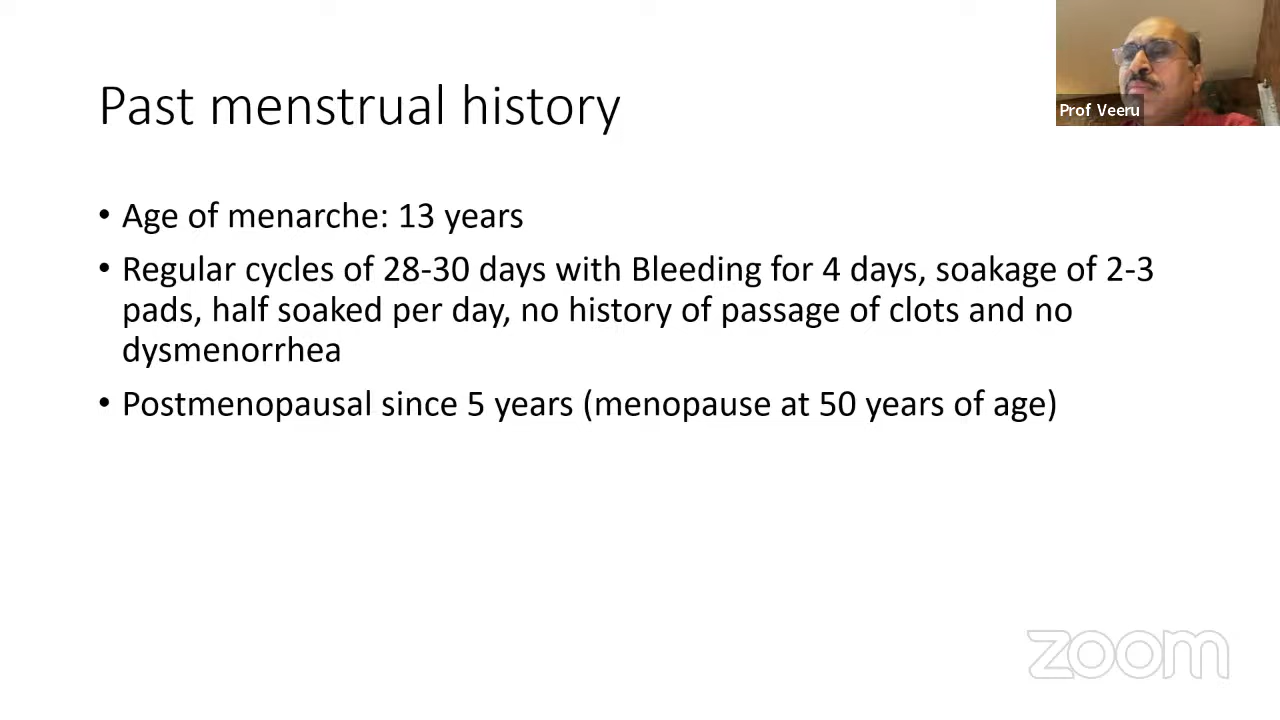 Past menstrual history
Prof Veeru
• Age of menarche: 13 years
• Regular cycles of 28-30 days with Bleeding for 4 days, soakage of 2-3
pads, half soaked per day, no history of passage of clots and no
dysmenorrhea
• Postmenopausal since 5 years (menopause at 50 years of age)
zoom